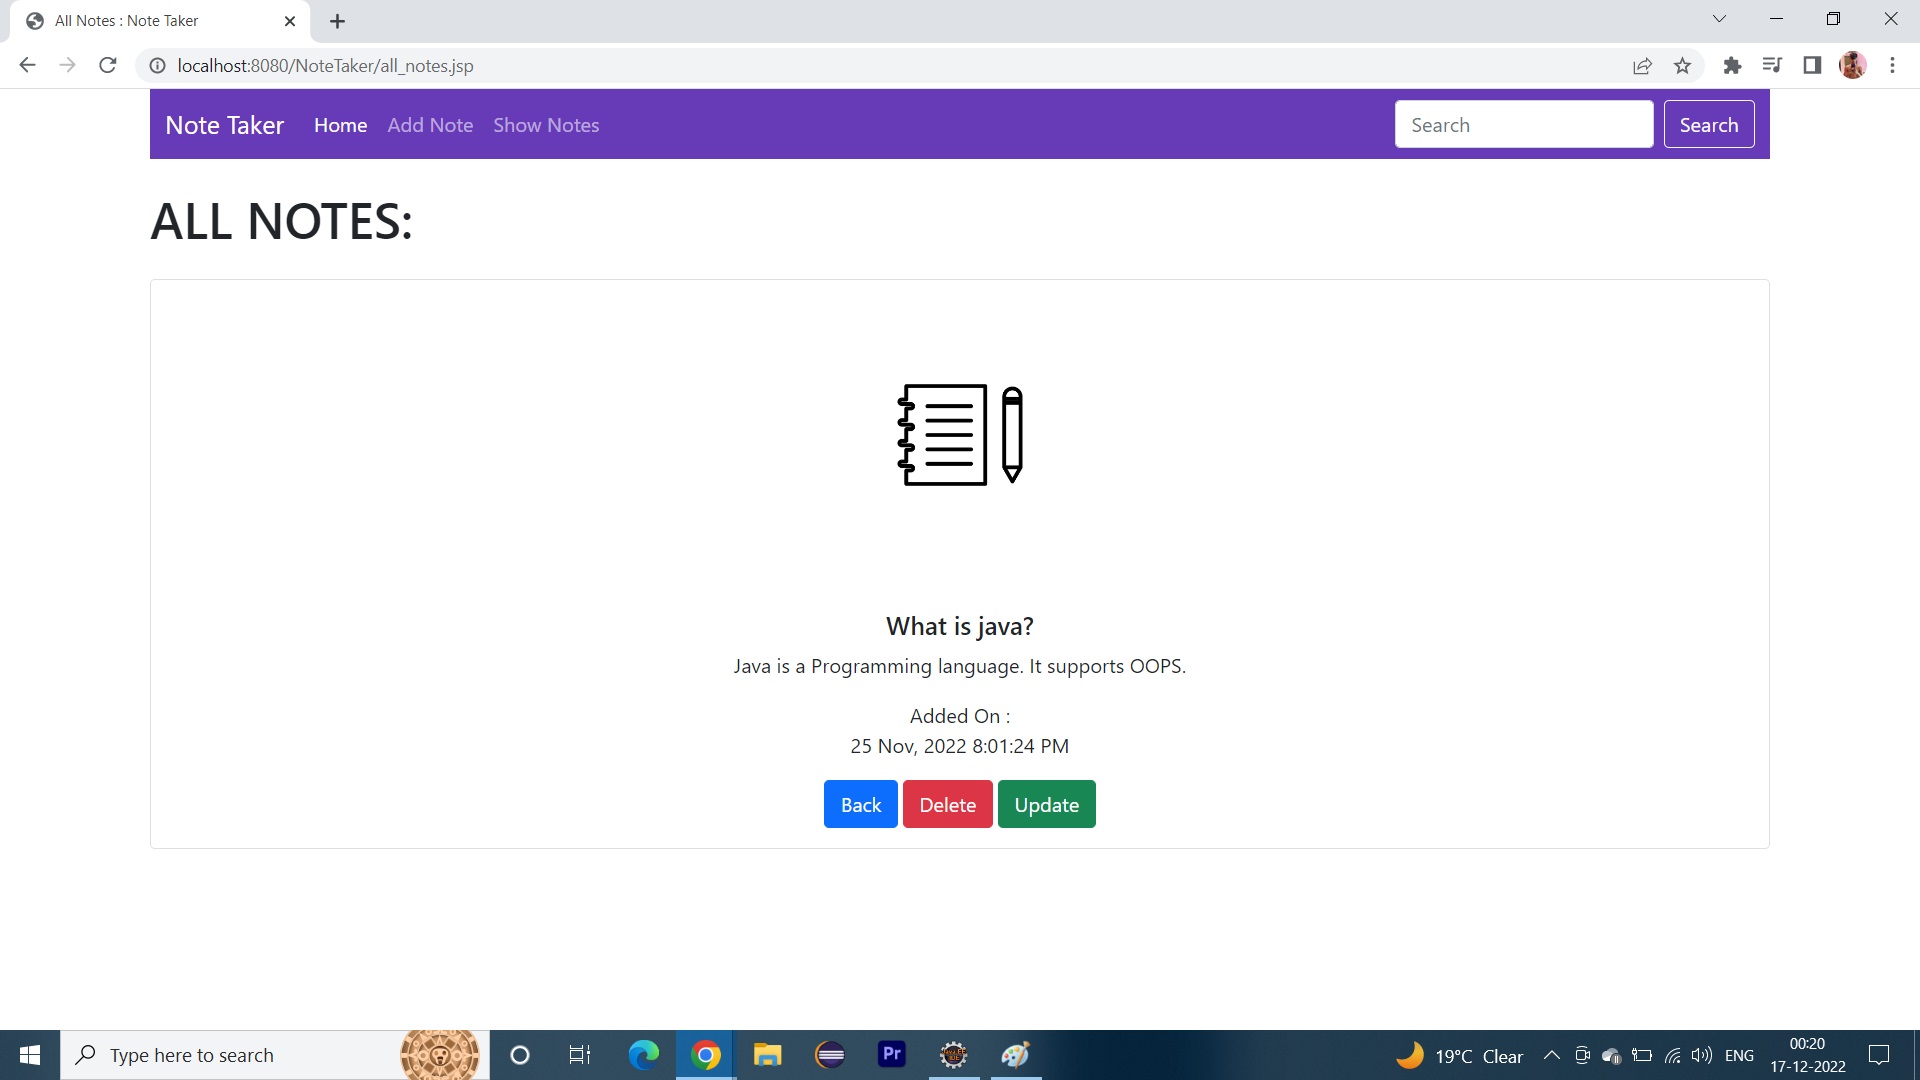 All Notes : Note Taker
localhost:8080/NoteTaker/all_notes.jsp
Note Taker Home Add Note Show Notes Search Search
ALL NOTES:
What is java?
Java is a Programming language. It supports OOPS.
Added On :
25 Nov, 2022 8:01:24 PM
Back Delete Update
Type here to search
Pr
19°C Clear
ENG
00:20
17-12-2022